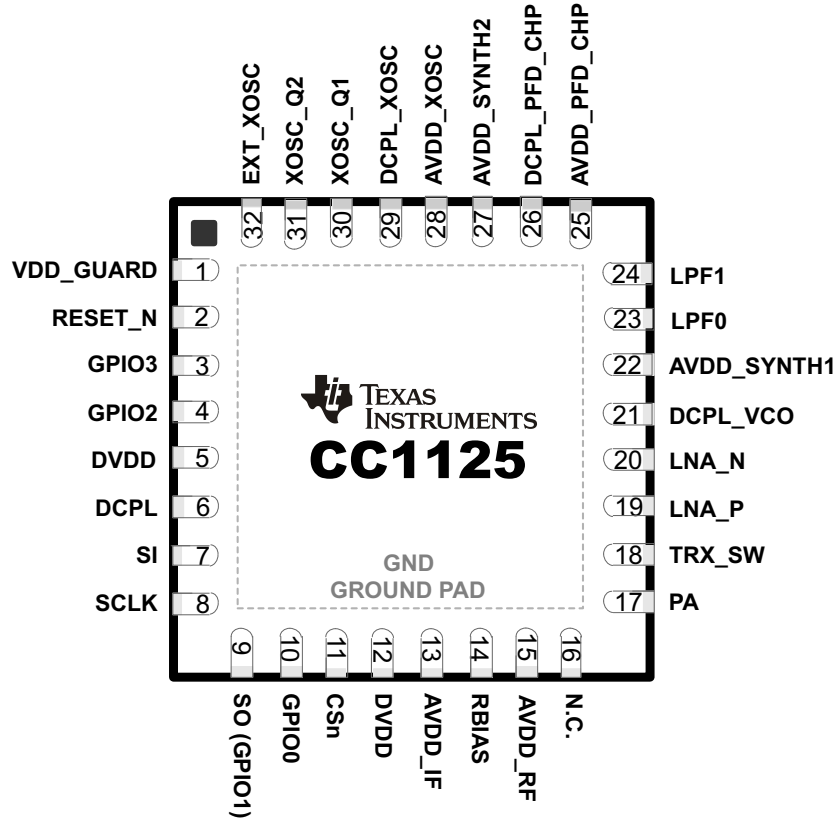 EXT_XOSC
XOSC_Q2
XOSC_Q1
DCPL_XOSC
AVDD_XOSC
AVDD_SYNTH2
DCPL_PFD_CHP
AVDD_PFD_CHP
32
31
30
29
28
27
26
25
VDD_GUARD 1
RESET_N 2
GPIO3 3
GPIO2 4
DVDD 5
DCPL 6
SI 7
SCLK 8
24 LPF1
23 LPF0
22 AVDD_SYNTH1
21 DCPL_VCO
20 LNA_N
19 LNA_P
18 TRX_SW
17 PA
TEXAS
INSTRUMENTS
CC1125
GND
GROUND PAD
9
10
11
12
13
14
15
16
SO (GPIO1)
GPIO0
CSn
DVDD
AVDD_IF
RBIAS
AVDD_RF
N.C.